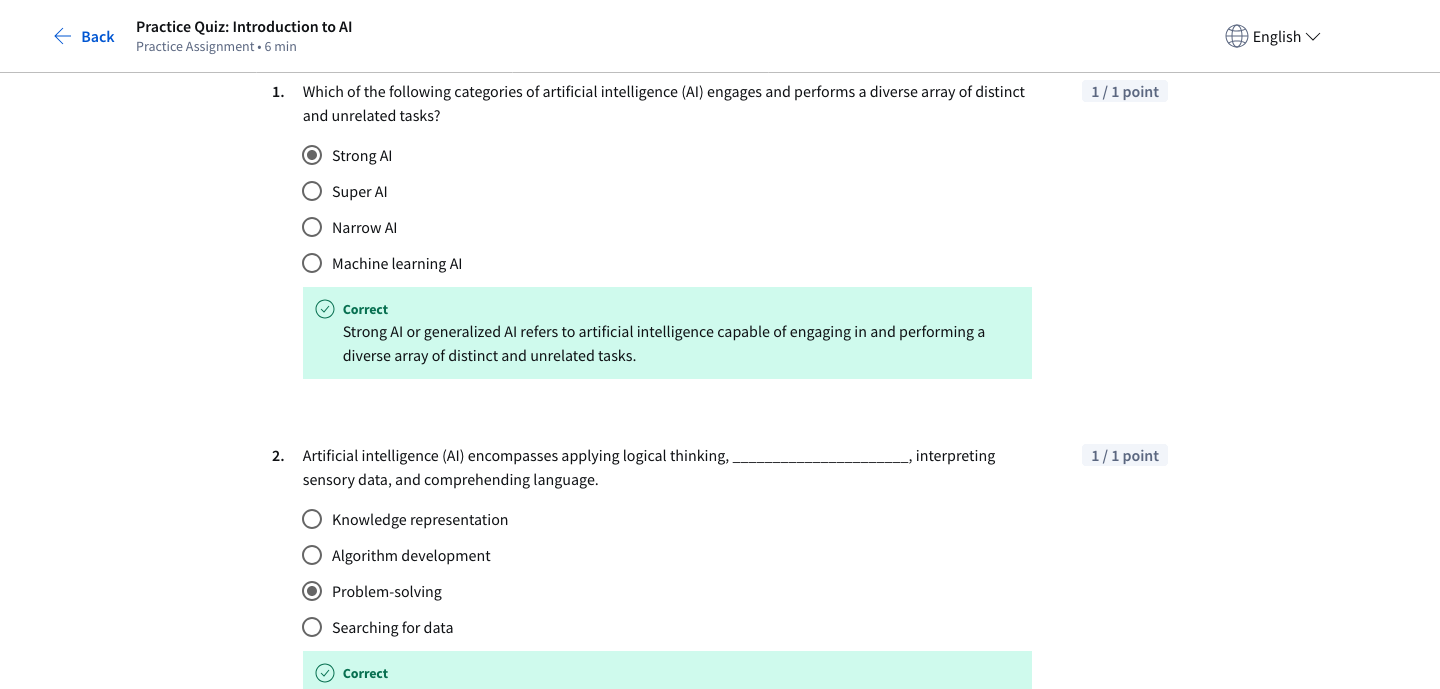 Back
Practice Quiz: Introduction to AI
Practice Assignment • 6 min
English
1. Which of the following categories of artificial intelligence (AI) engages and performs a diverse array of distinct
and unrelated tasks?
1 / 1 point
Strong AI
Super AI
Narrow AI
Machine learning AI
Correct
Strong AI or generalized AI refers to artificial intelligence capable of engaging in and performing a
diverse array of distinct and unrelated tasks.
2. Artificial intelligence (AI) encompasses applying logical thinking, ______________________, interpreting
sensory data, and comprehending language.
1 / 1 point
Knowledge representation
Algorithm development
Problem-solving
Searching for data
Correct